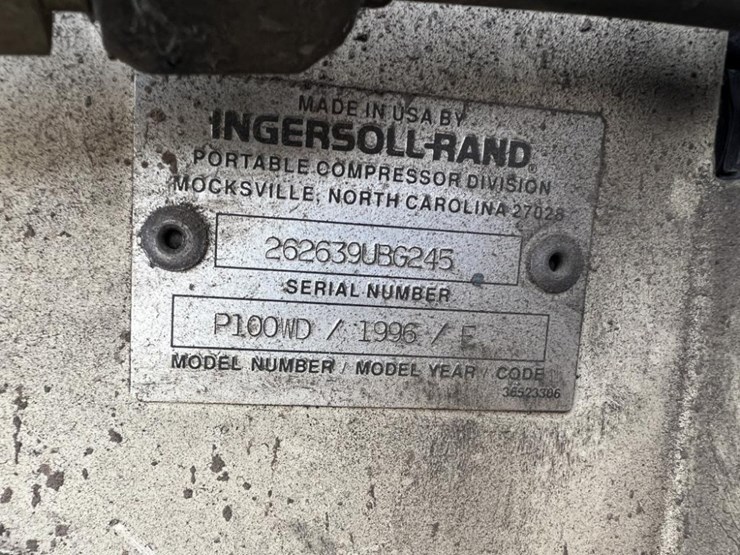 MADE IN USA BY
INGERSOLL-RAND®
PORTABLE COMPRESSOR DIVISION
MOCKSVILLE, NORTH CAROLINA 27028
262639UBG245
SERIAL NUMBER
P100WD / 1996 / E
MODEL NUMBER / MODEL YEAR / CODE
36523306